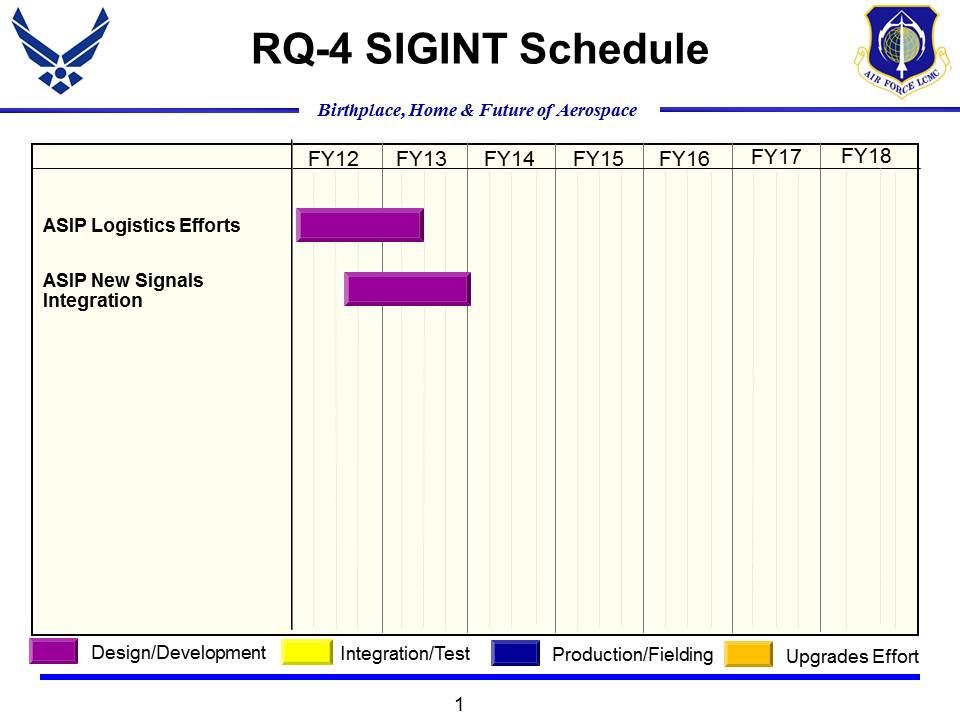 RQ-4 SIGINT Schedule
AIR FORCE LCMC
Birthplace, Home & Future of Aerospace
FY12 FY13 FY14 FY15 FY16 FY17 FY18
ASIP Logistics Efforts
ASIP New Signals
Integration
Design/Development Integration/Test Production/Fielding Upgrades Effort
1